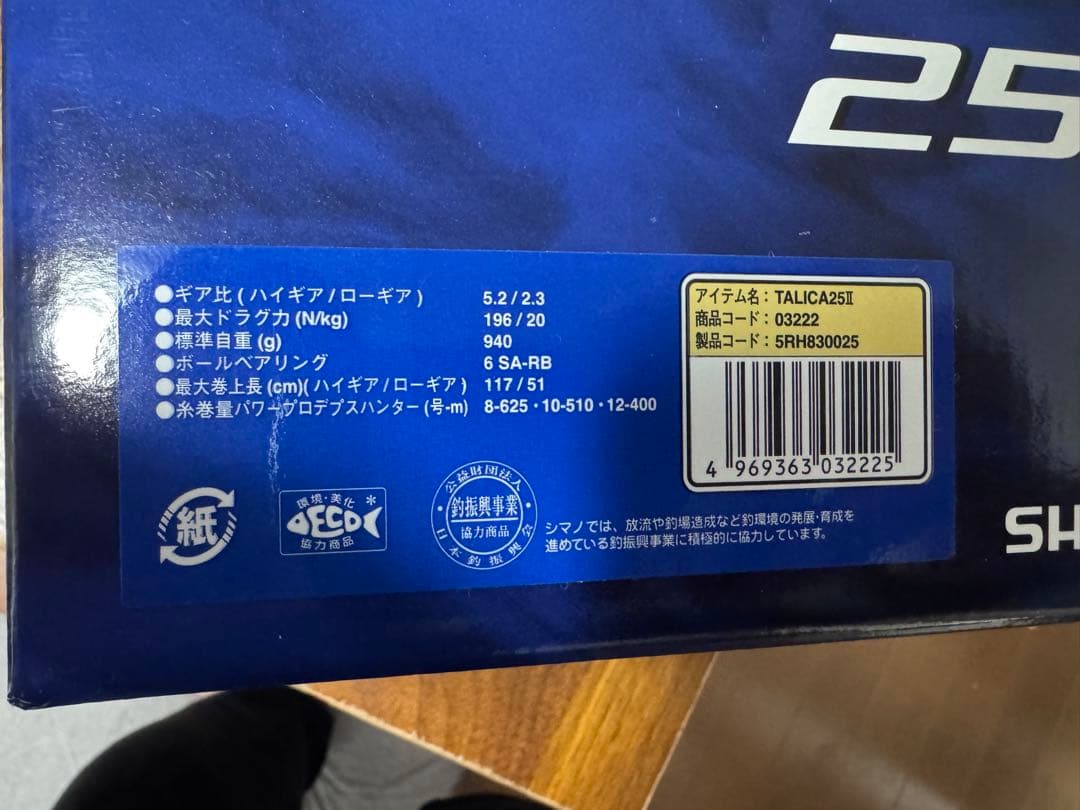 25
●ギア比 ( ハイギア / ローギア ) 5.2 / 2.3
●最大ドラグ力 (N/kg) 196 / 20
●標準自重 (g) 940
●ボールベアリング 6 SA-RB
●最大巻上長 (cm)( ハイギア / ローギア ) 117 / 51
●糸巻量パワープロデプスハンター (号-m) 8-625・10-510・12-400
アイテム名：TALICA25Ⅱ
商品コード：03222
製品コード：5RH830025
4 969363 032225
紙
環境・美化
ECO
協力商品
公益財団法人
釣振興事業
協力商品
日本釣振興会
シマノでは、放流や釣場造成など釣環境の発展・育成を
進めている釣振興事業に積極的に協力しています。
SH